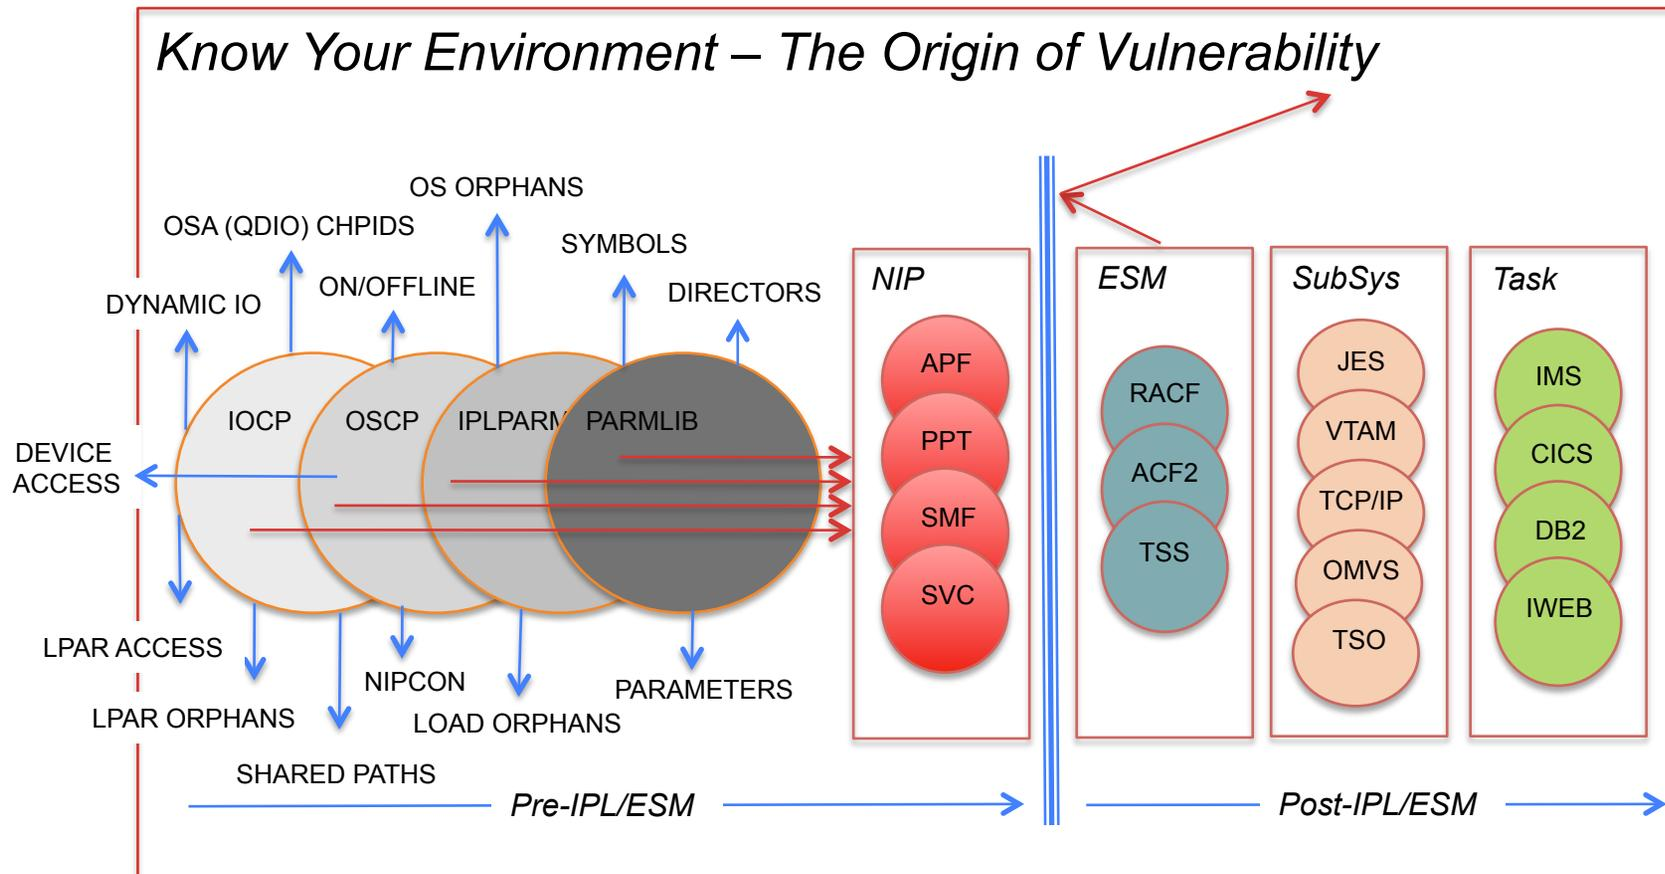 Know Your Environment – The Origin of Vulnerability
OS ORPHANS
OSA (QDIO) CHPIDS
SYMBOLS
ON/OFFLINE
DIRECTORS
DYNAMIC IO
IOCP
OSCP
IPLPARM
PARMLIB
DEVICE
ACCESS
LPAR ACCESS
NIPCON
PARAMETERS
LPAR ORPHANS
LOAD ORPHANS
SHARED PATHS
NIP
APF
PPT
SMF
SVC
ESM
RACF
ACF2
TSS
SubSys
JES
VTAM
TCP/IP
OMVS
TSO
Task
IMS
CICS
DB2
IWEB
Pre-IPL/ESM
Post-IPL/ESM